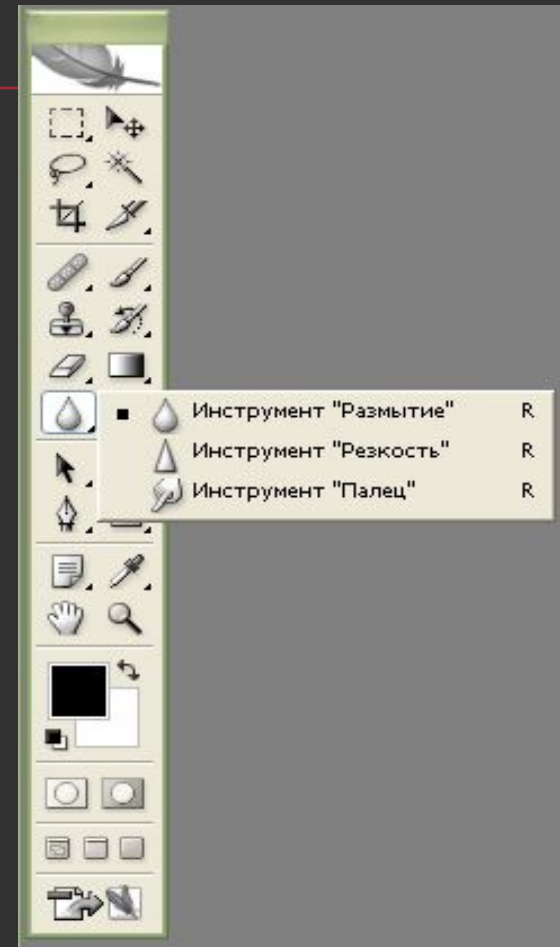 Инструмент "Размытие" R
Инструмент "Резкость" R
Инструмент "Палец" R